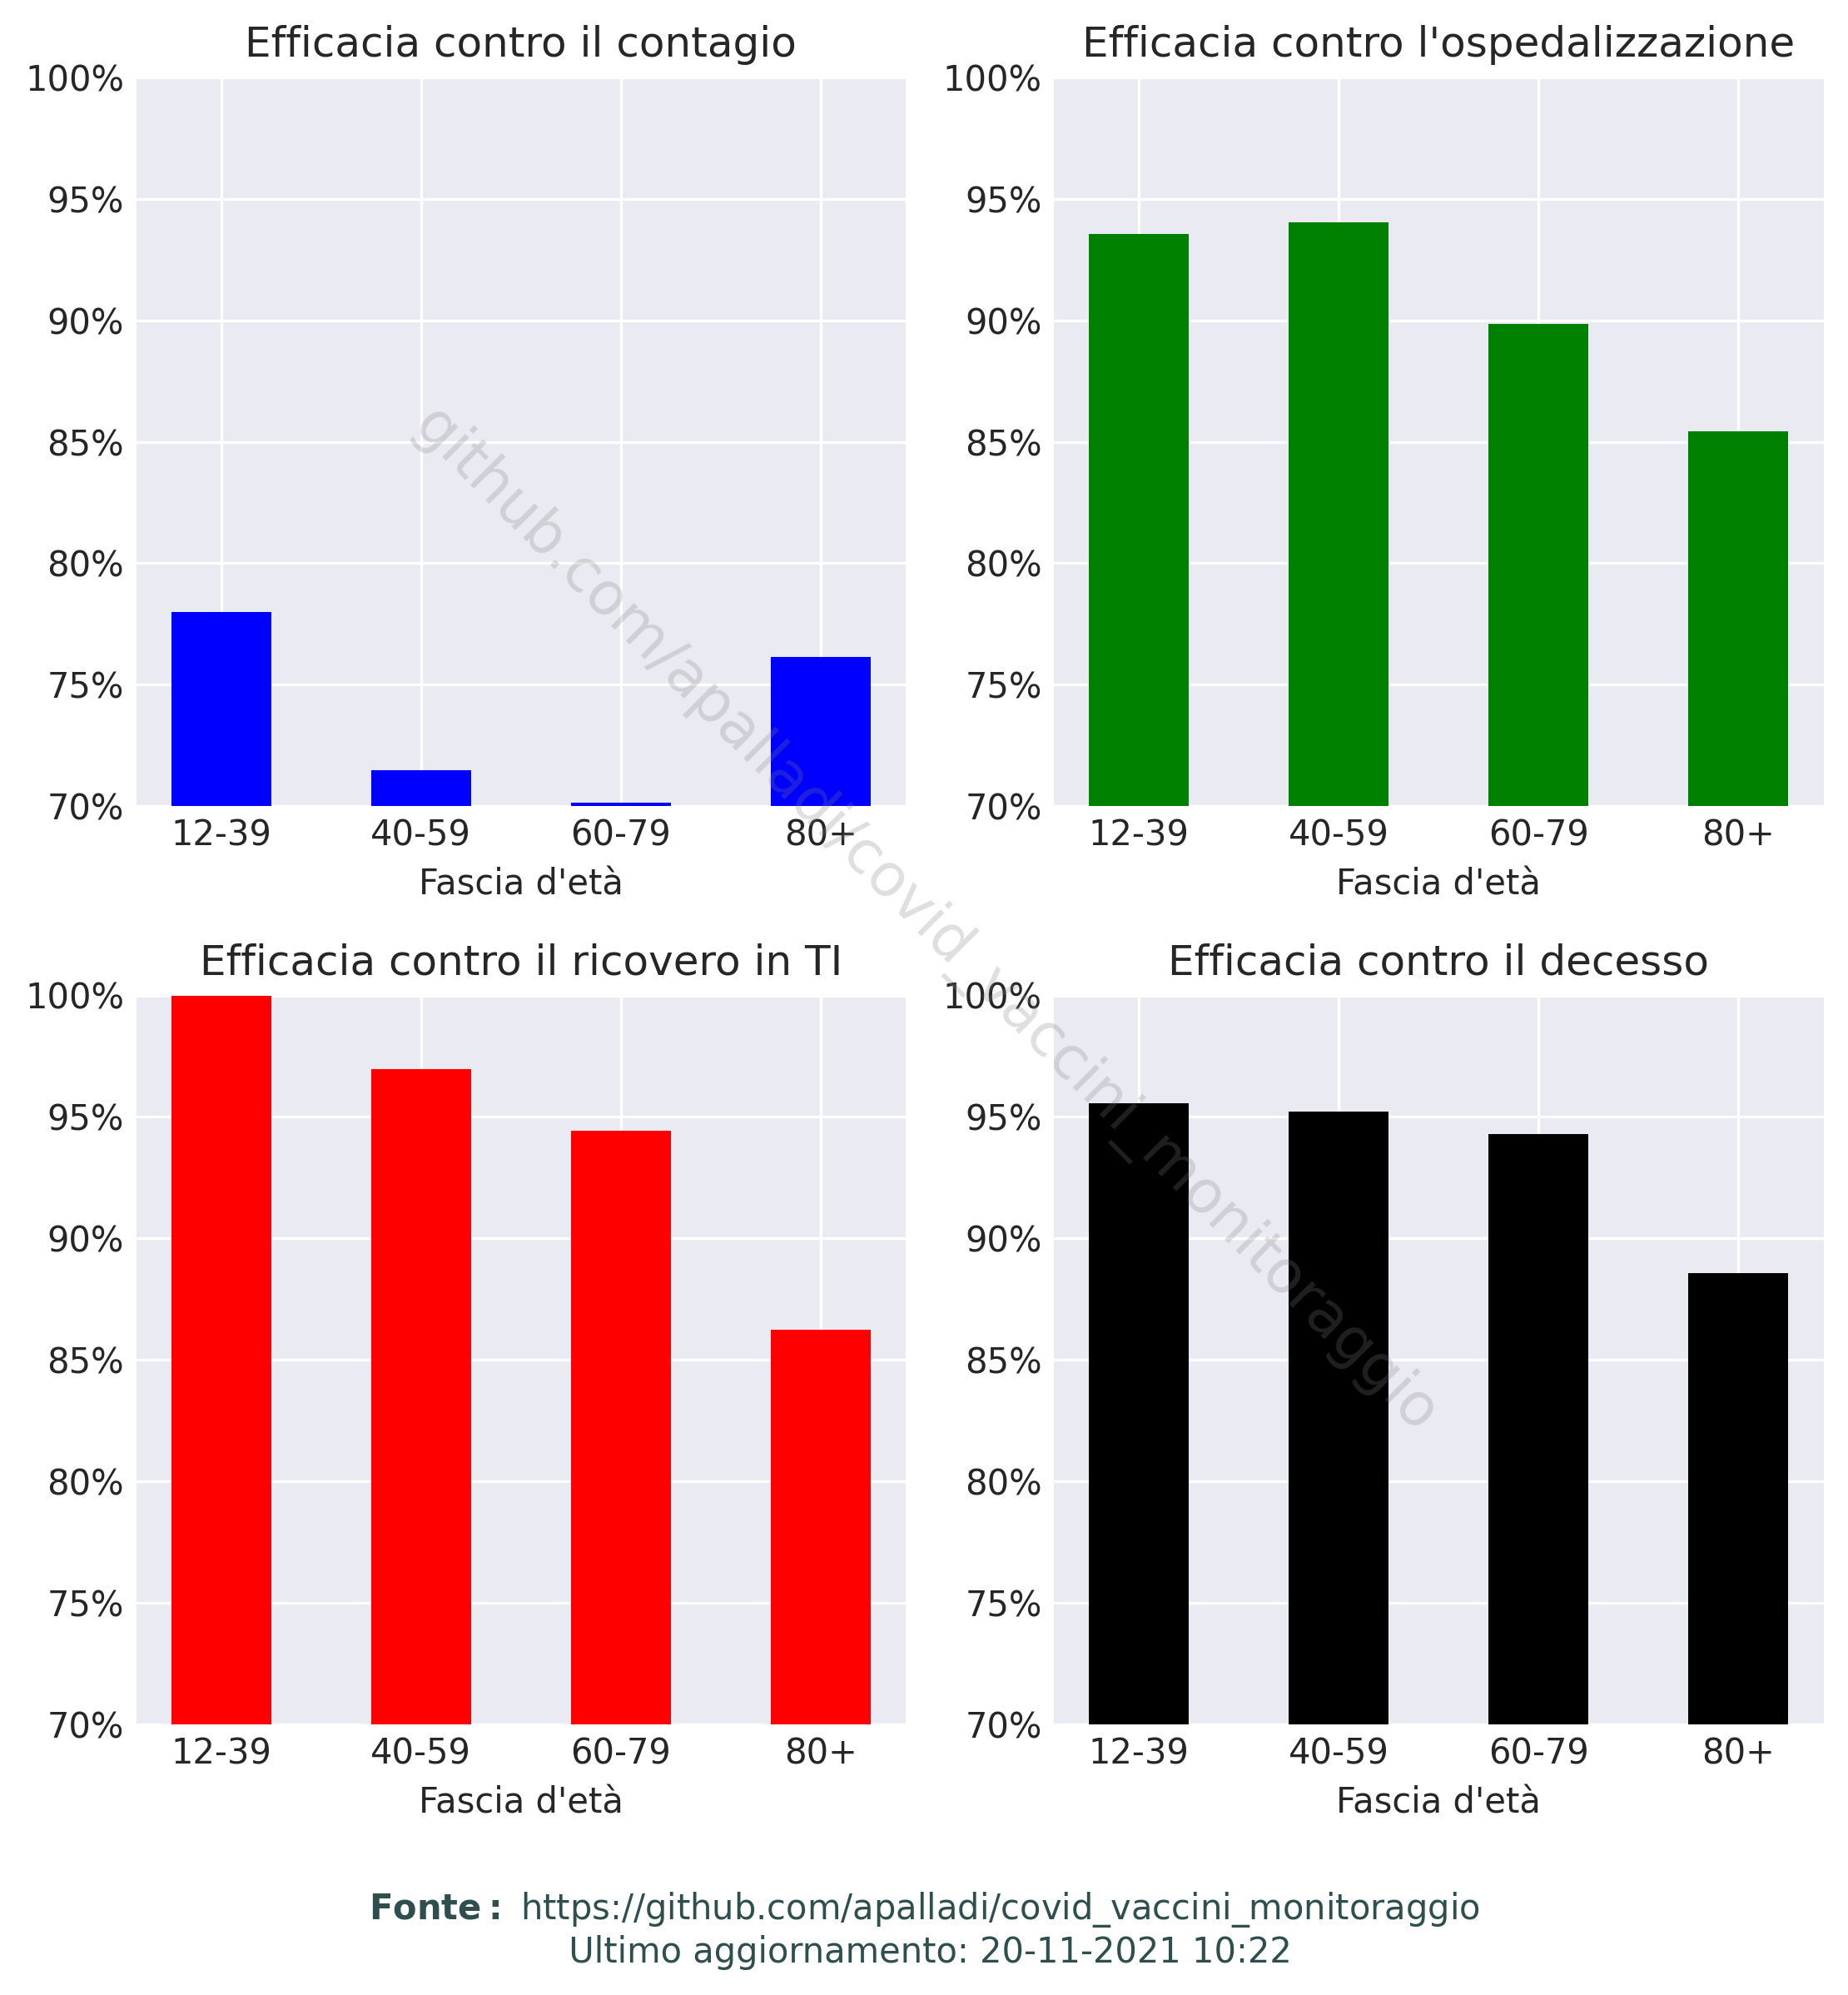 Efficacia contro il contagio
100%
95%
90%
85%
80%
75%
70%
12-39 40-59 60-79 80+
Fascia d'età
Efficacia contro l'ospedalizzazione
100%
95%
90%
85%
80%
75%
70%
12-39 40-59 60-79 80+
Fascia d'età
Efficacia contro il ricovero in TI
100%
95%
90%
85%
80%
75%
70%
12-39 40-59 60-79 80+
Fascia d'età
Efficacia contro il decesso
100%
95%
90%
85%
80%
75%
70%
12-39 40-59 60-79 80+
Fascia d'età
github.com/apalladi/covid_vaccini_monitoraggio
Fonte: https://github.com/apalladi/covid_vaccini_monitoraggio
Ultimo aggiornamento: 20-11-2021 10:22